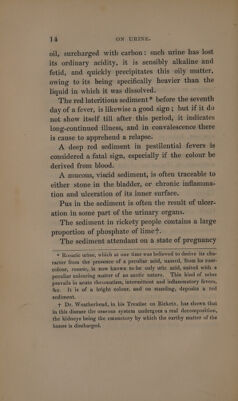 14 ON URINE.
oil, surcharged with carbon: such urine has lost
its ordinary acidity, it is sensibly alkaline and
fetid, and quickly precipitates this oily matter,
owing to its being specifically heavier than the
liquid in which it was dissolved.
The red lateritious sediment* before the seventh
day of a fever, is likewise a good sign; but if it do
not show itself till after this period, it indicates
long-continued illness, and in convalescence there
is cause to apprehend a relapse.
A deep red sediment in pestilential fevers is
considered a fatal sign, especially if the colour be
derived from blood.
A mucous, viscid sediment, is often traceable to
either stone in the bladder, or chronic inflamma-
tion and ulceration of its inner surface.
Pus in the sediment is often the result of ulcer-
ation in some part of the urinary organs.
The sediment in rickety people contains a large
proportion of phosphate of lime†.
The sediment attendant on a state of pregnancy
* Rosacic urine, which at one time was believed to derive its cha-
racter from the presence of a peculiar acid, named, from its rose-
colour, rosacic, is now known to be only uric acid, united with a
peculiar colouring matter of an azotic nature. This kind of urine
prevails in acute rheumatism, intermittent and inflammatory fevers,
&c. It is of a bright colour, and on standing, deposits a red
sediment.
† Dr. Weatherhead, in his Treatise on Rickets, has shown that
in this disease the osseous system undergoes a real decomposition,
the kidneys being the emunctory by which the earthy matter of the
bones is discharged.